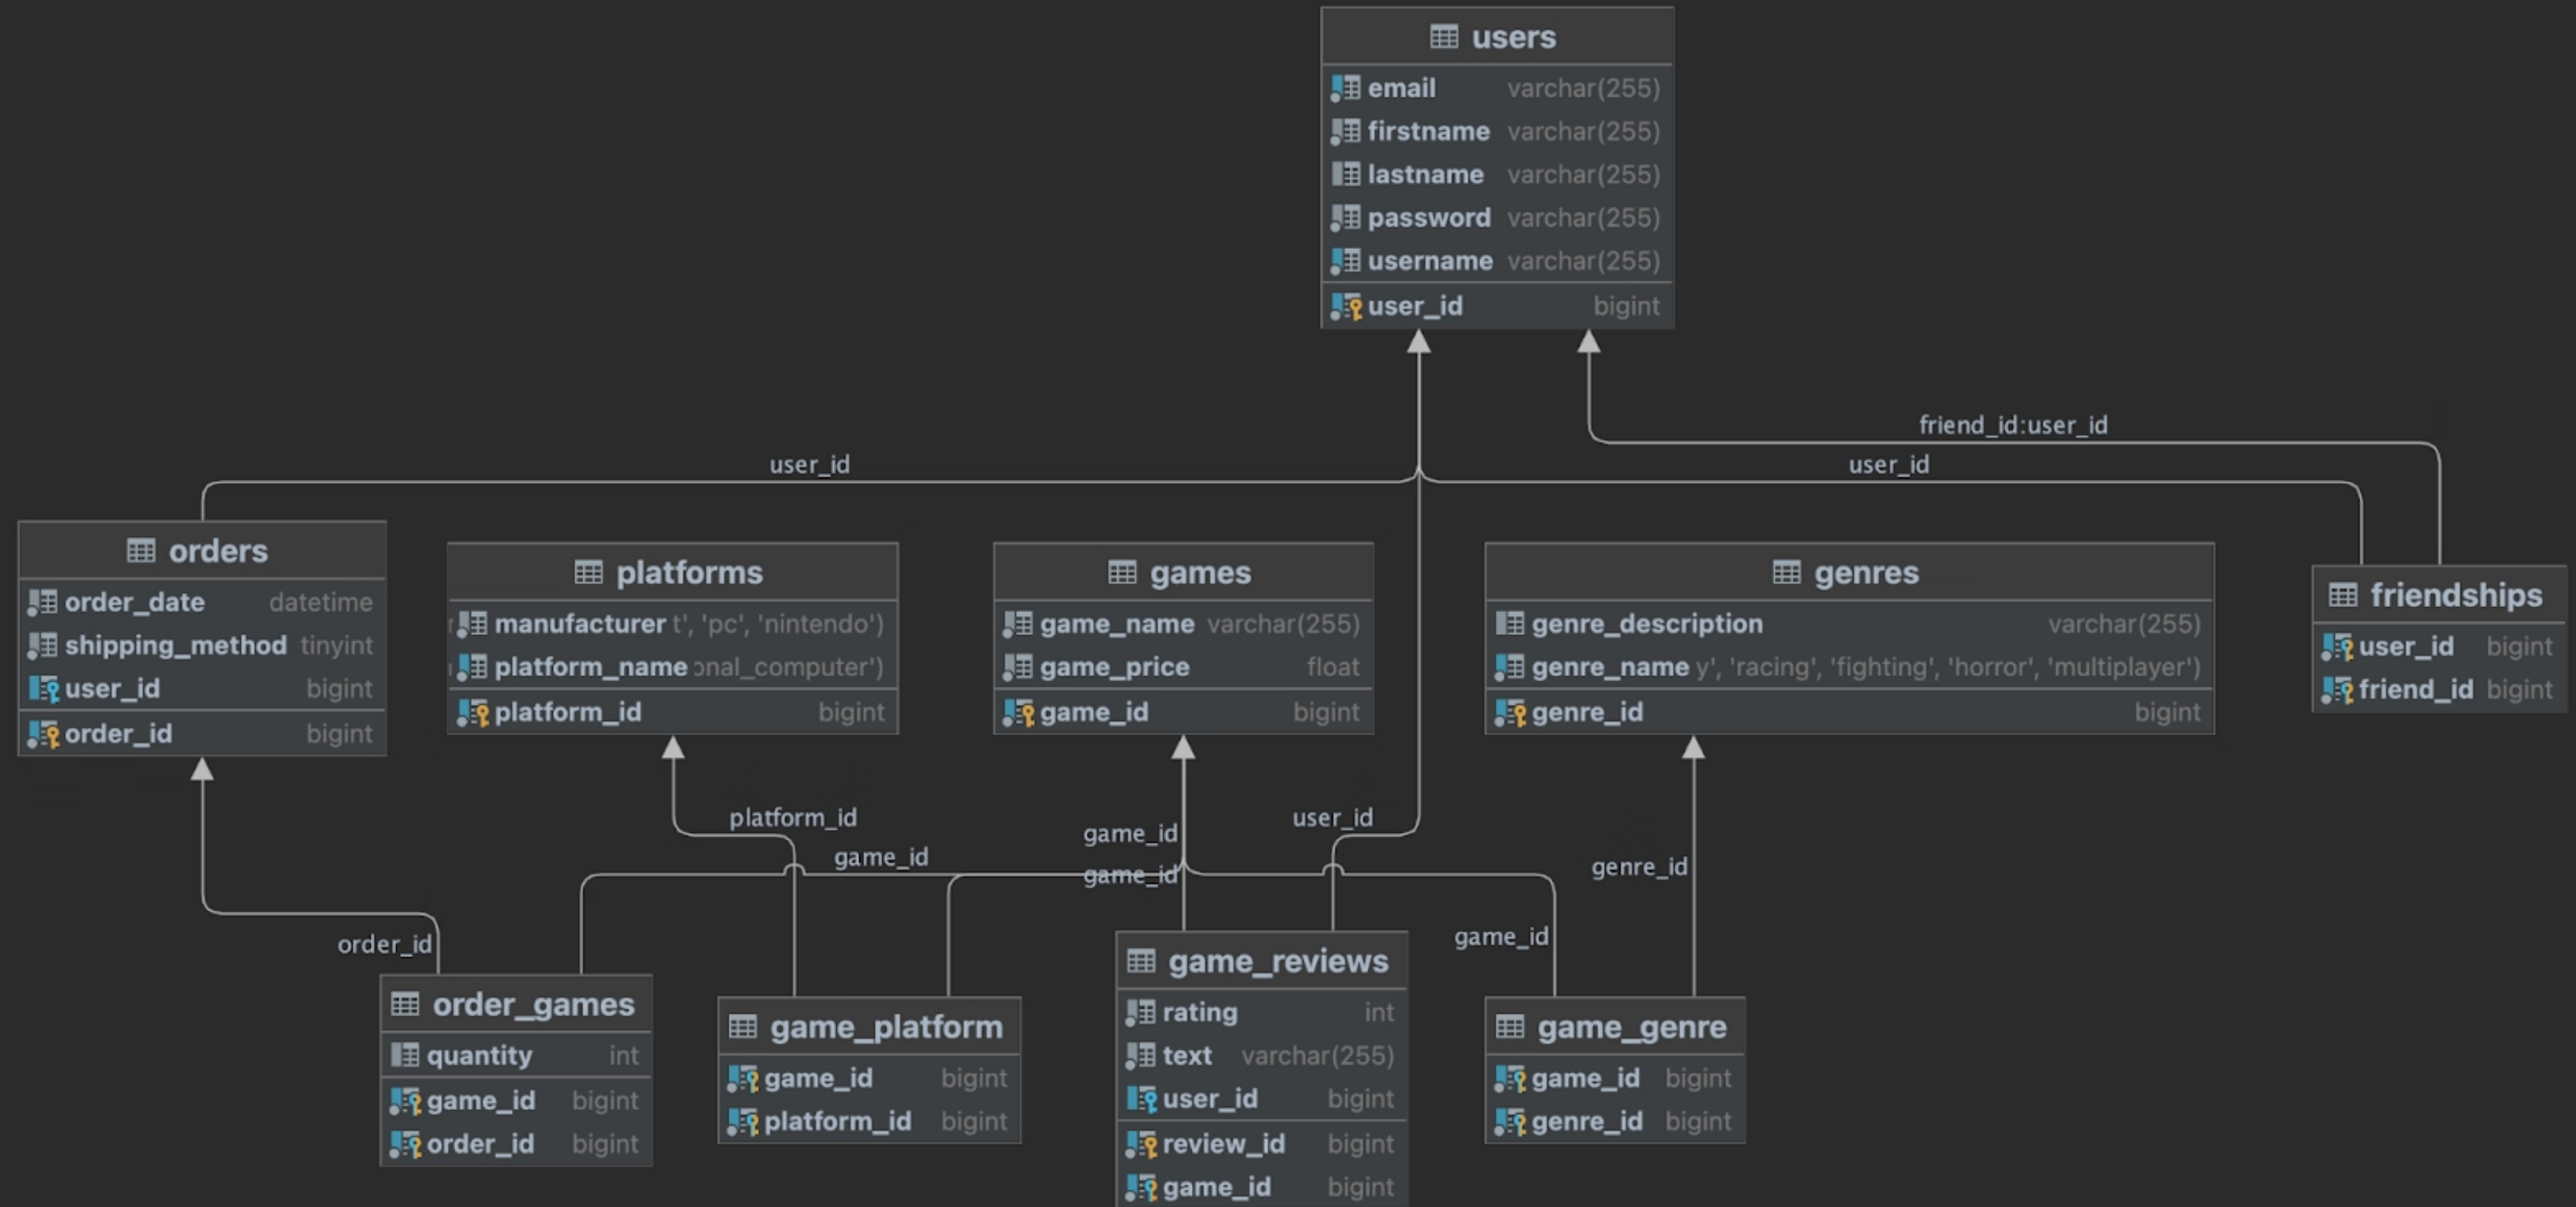 users
email varchar(255)
firstname varchar(255)
lastname varchar(255)
password varchar(255)
username varchar(255)
user_id bigint
friend_id:user_id
user_id
user_id
orders
order_date datetime
shipping_method tinyint
user_id bigint
order_id bigint
platforms
manufacturer t', 'pc', 'nintendo')
platform_name onal_computer')
platform_id bigint
games
game_name varchar(255)
game_price float
game_id bigint
genres
genre_description varchar(255)
genre_name y', 'racing', 'fighting', 'horror', 'multiplayer')
genre_id bigint
friendships
user_id bigint
friend_id bigint
platform_id
game_id
user_id
game_id
game_id
genre_id
order_id
game_id
order_games
quantity int
game_id bigint
order_id bigint
game_platform
game_id bigint
platform_id bigint
game_reviews
rating int
text varchar(255)
user_id bigint
review_id bigint
game_id bigint
game_genre
game_id bigint
genre_id bigint